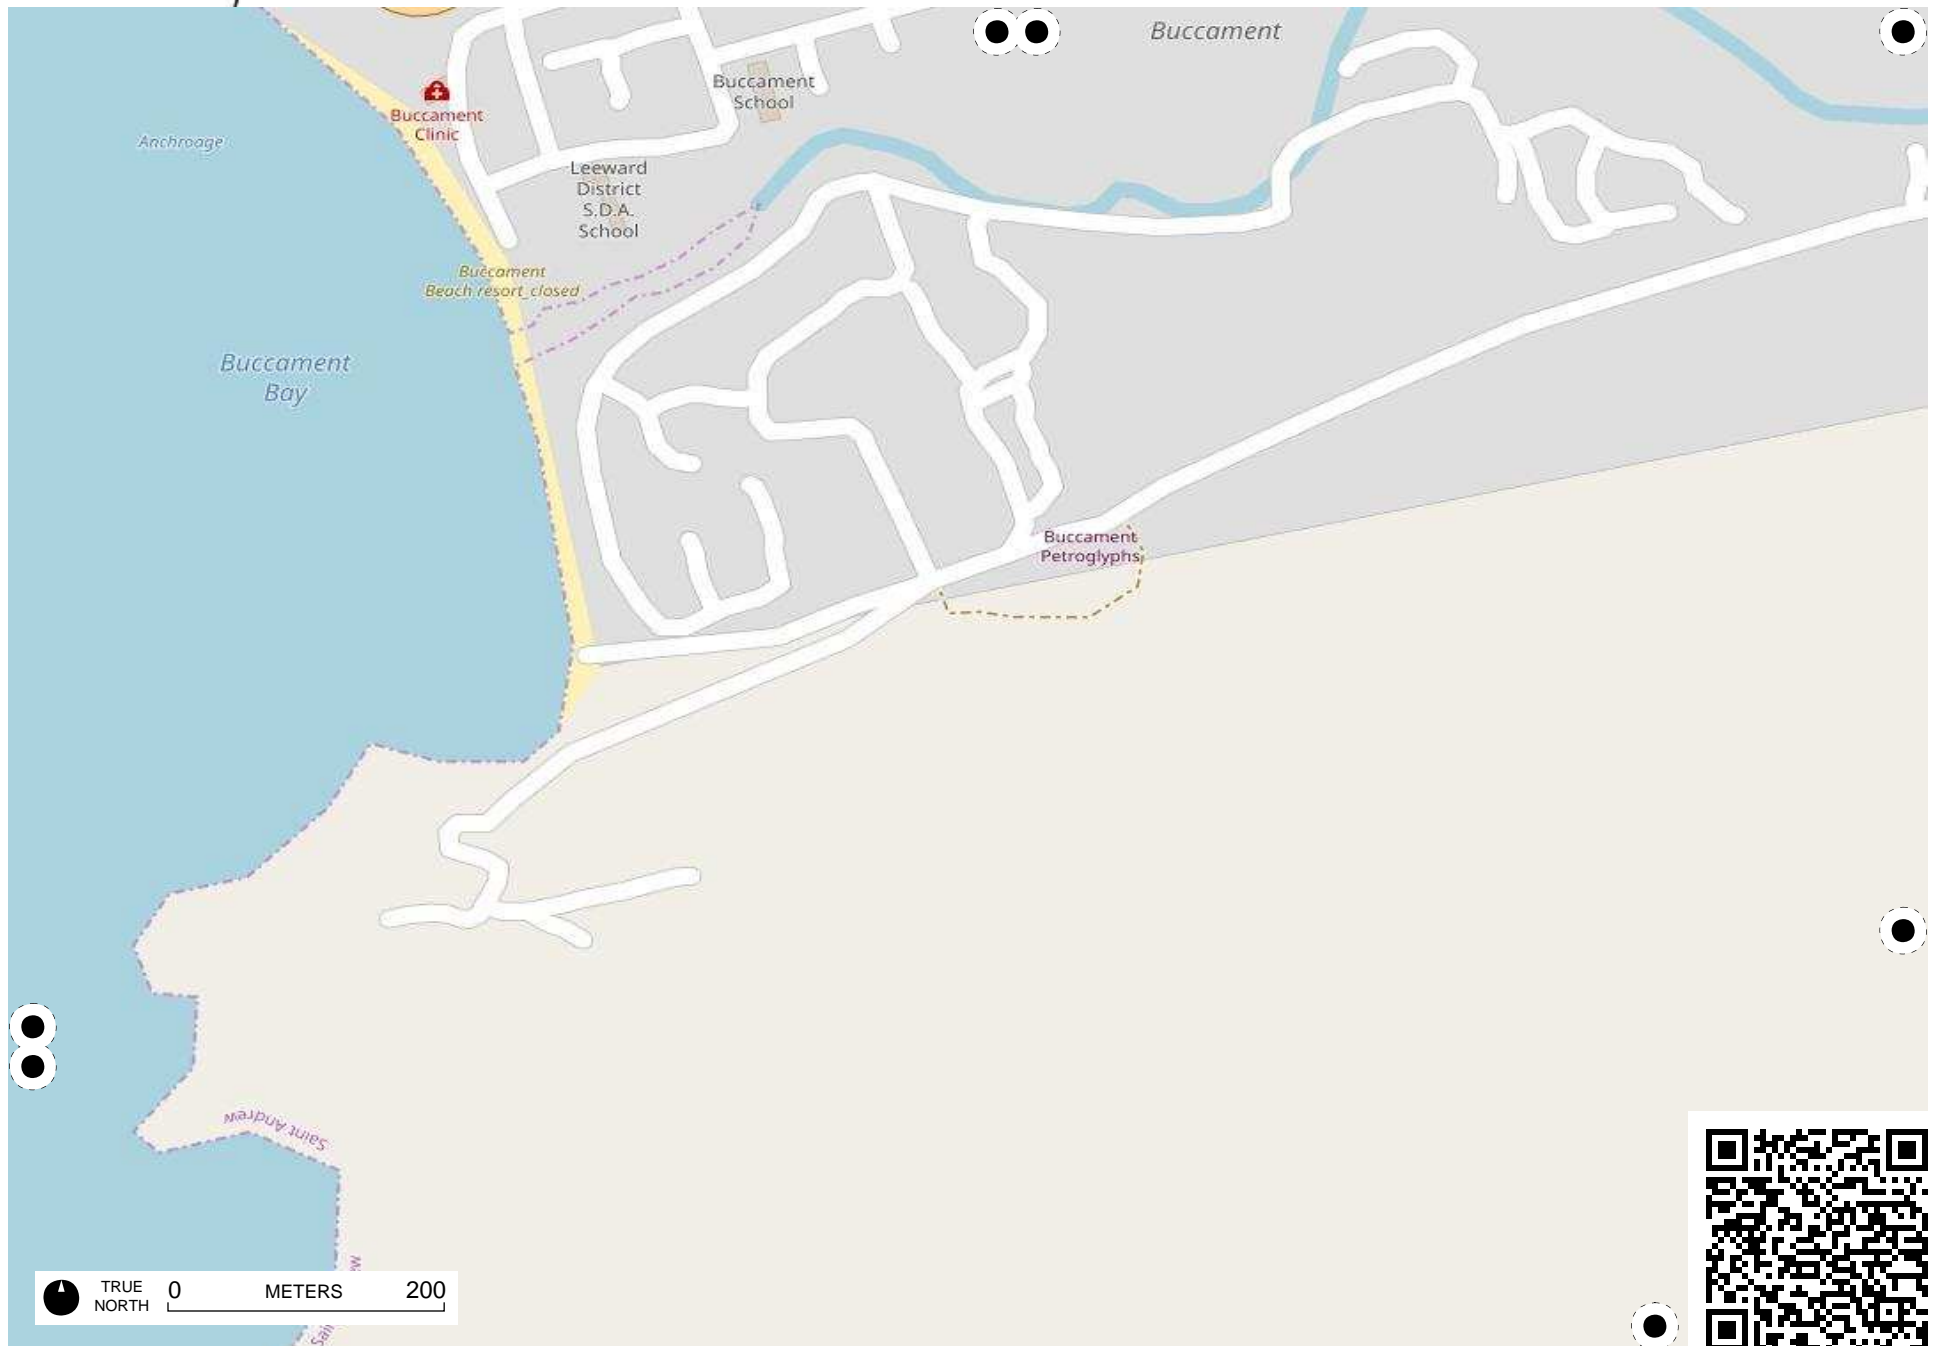 Buccament
Buccament
School
Buccament
Clinic
Anchroage
Leeward
District
S.D.A.
School
Buccament
Beach resort_closed
Buccament
Bay
Buccament
Petroglyphs
Saint Andrew
TRUE
NORTH
0 METERS 200